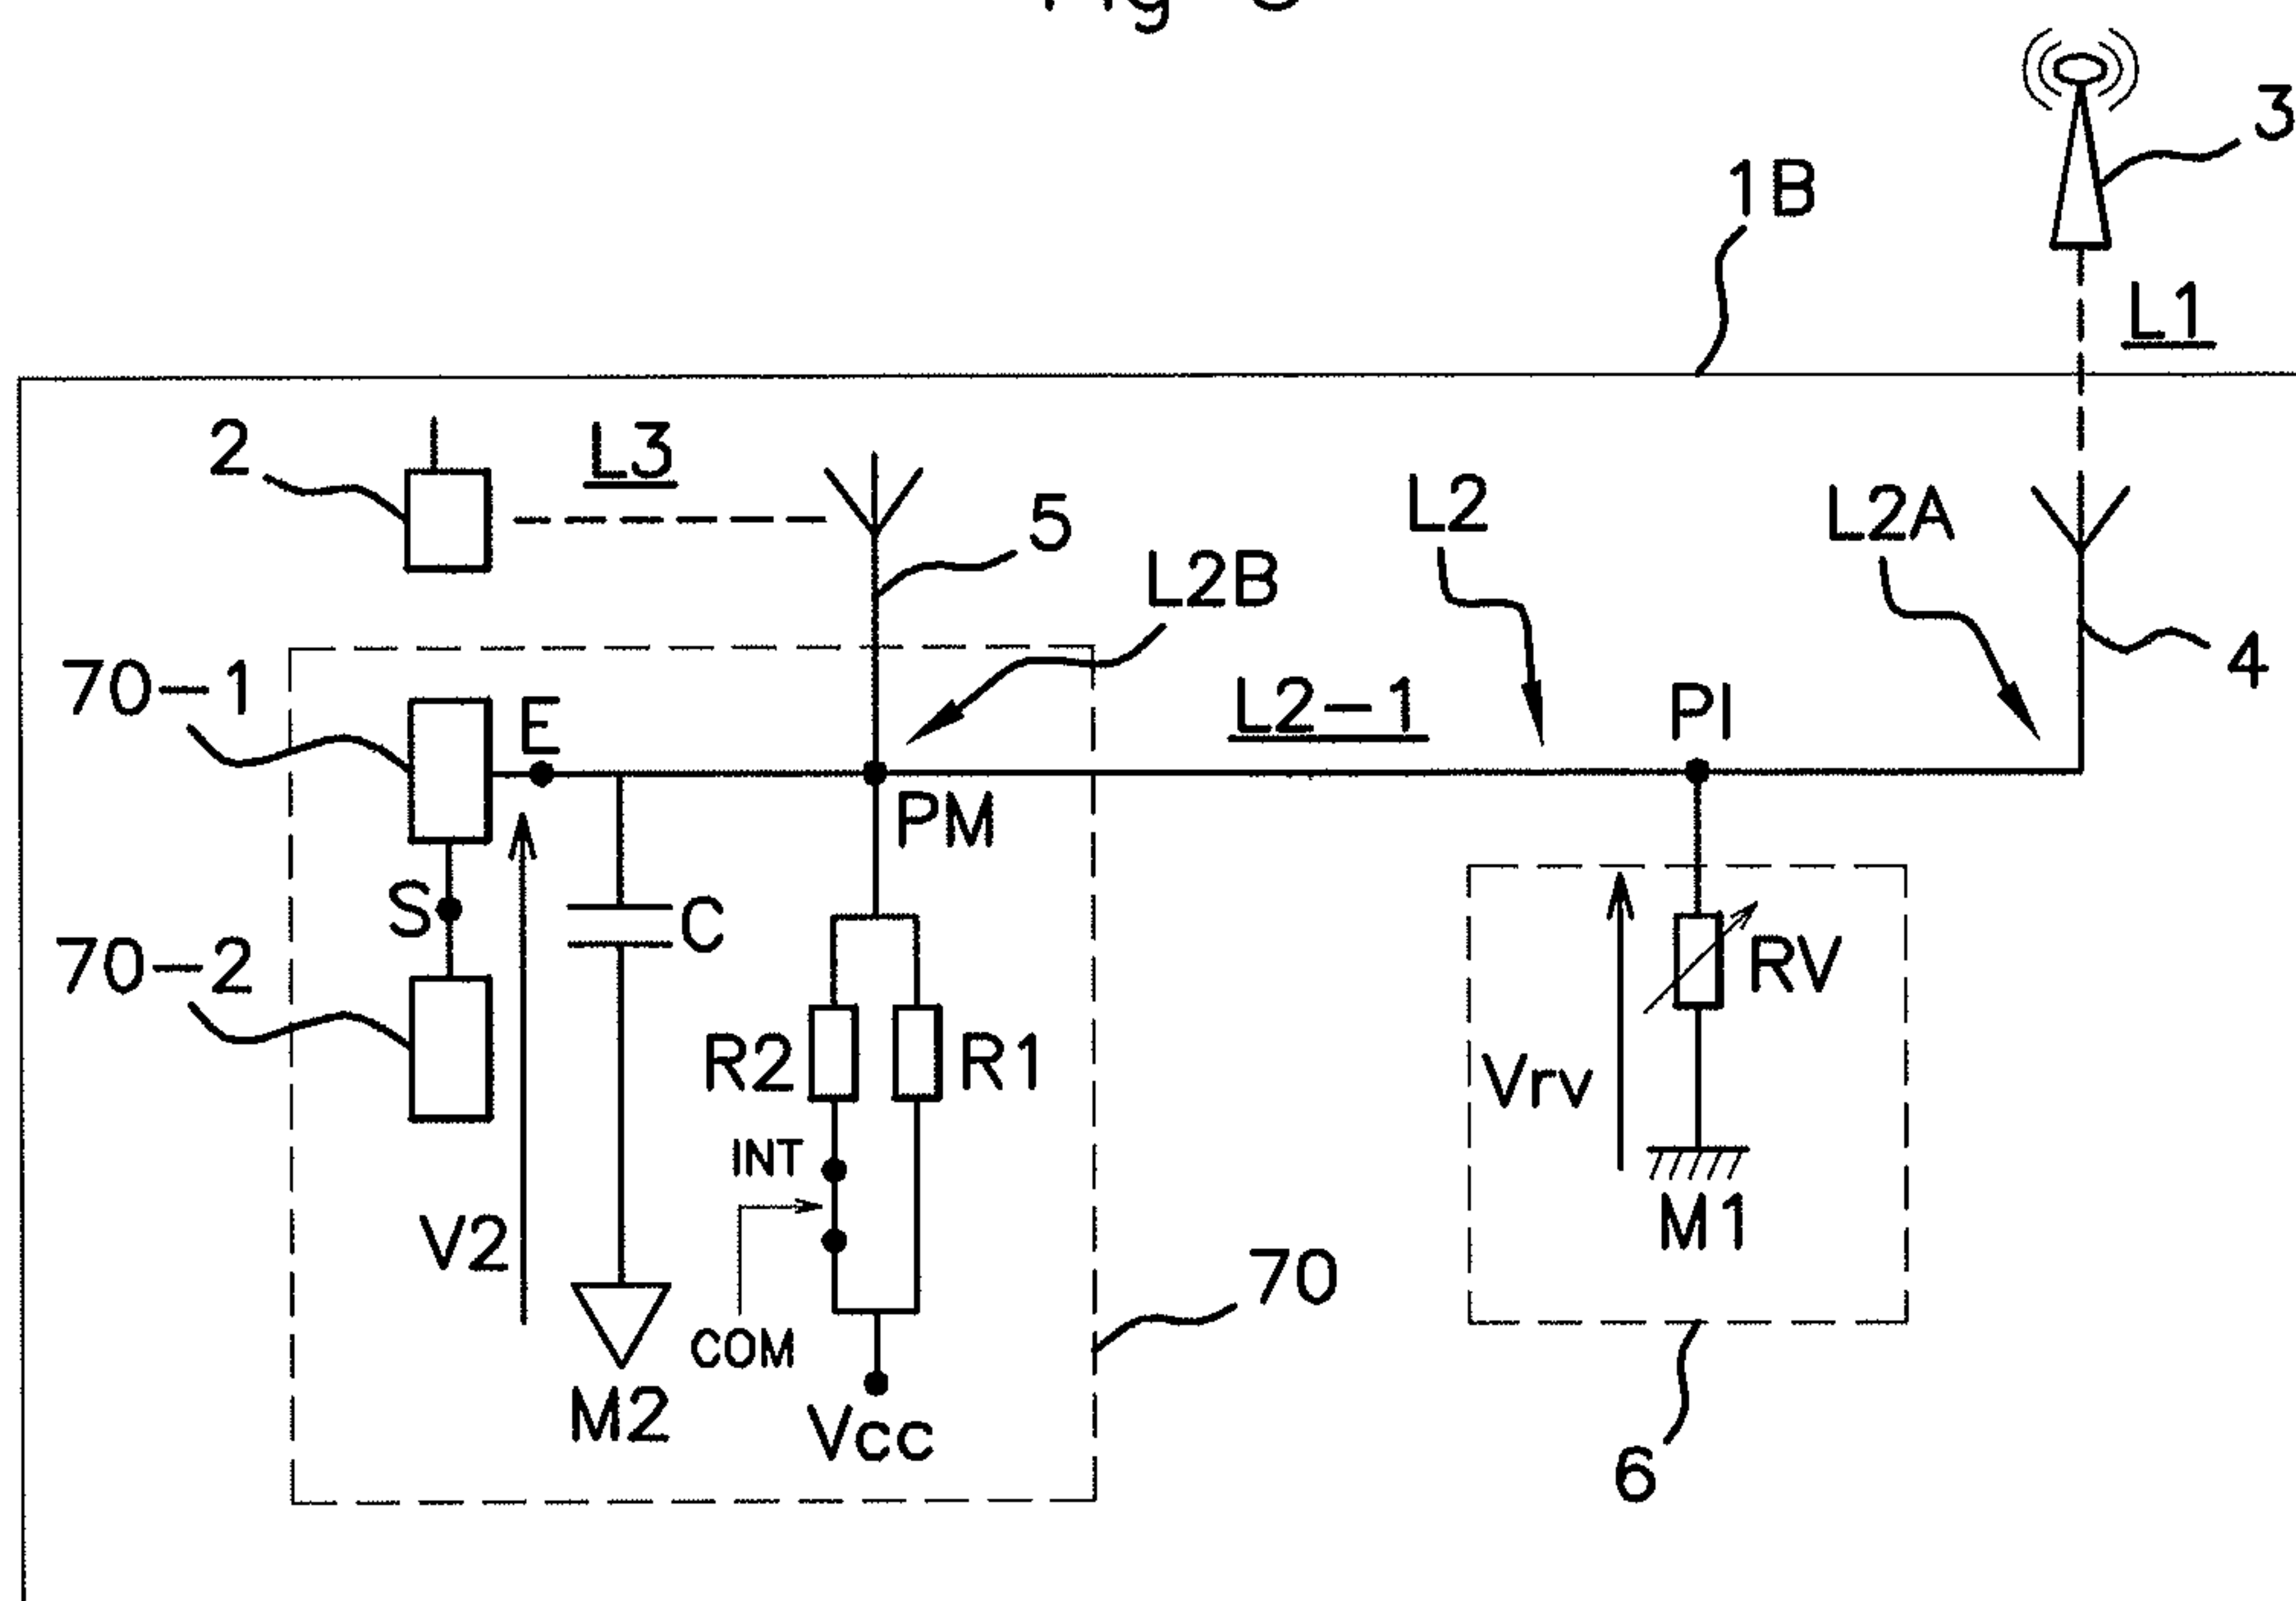 3
1B
L1
2
L3
5
L2
L2A
L2B
4
70-1
E
L2-1
PI
PM
S
C
70-2
RV
R2
R1
Vrv
INT
M1
V2
70
COM
M2
Vcc
6